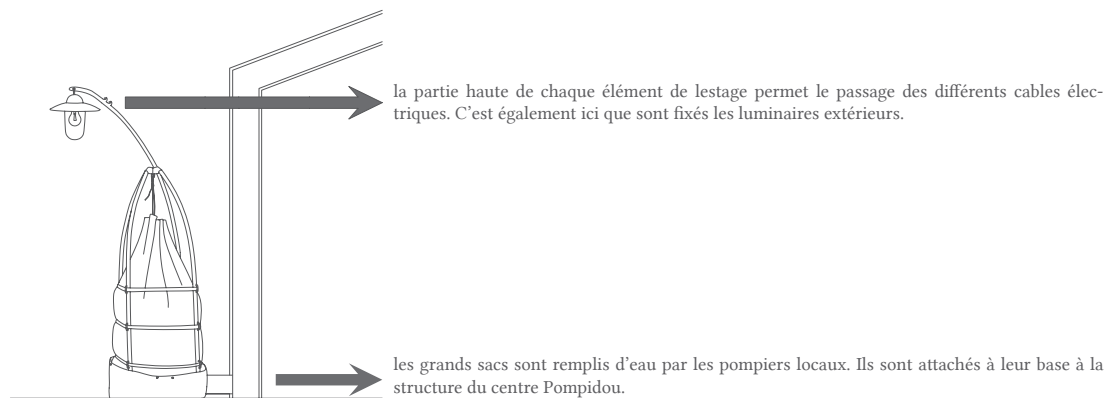 la partie haute de chaque élément de lestage permet le passage des différents cables élec-
triques. C'est également ici que sont fixés les luminaires extérieurs.
les grands sacs sont remplis d'eau par les pompiers locaux. Ils sont attachés à leur base à la
structure du centre Pompidou.